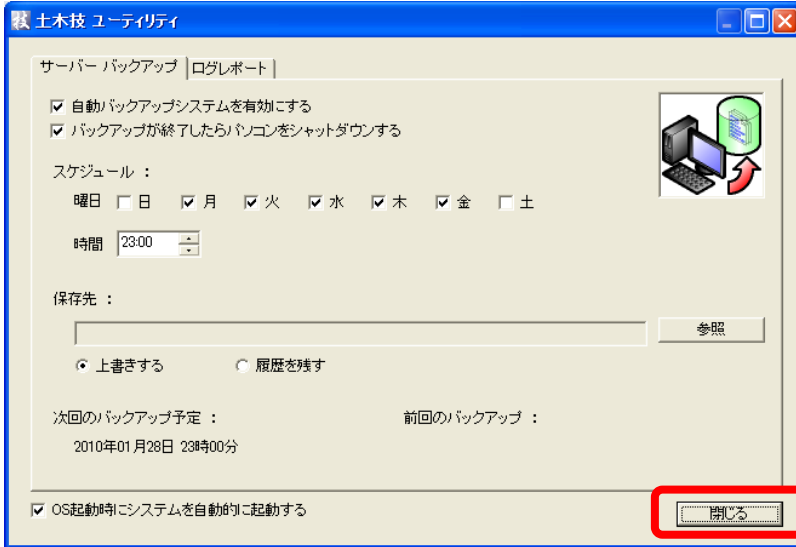 技 土木技 ユーティリティ
サーバー バックアップ ログレポート
自動バックアップシステムを有効にする
バックアップが終了したらパソコンをシャットダウンする
スケジュール :
曜日 日 月 火 水 木 金 土
時間 23:00
保存先 :
参照
上書きする 履歴を残す
次回のバックアップ予定 : 前回のバックアップ :
2010年01月28日 23時00分
OS起動時にシステムを自動的に起動する 閉じる